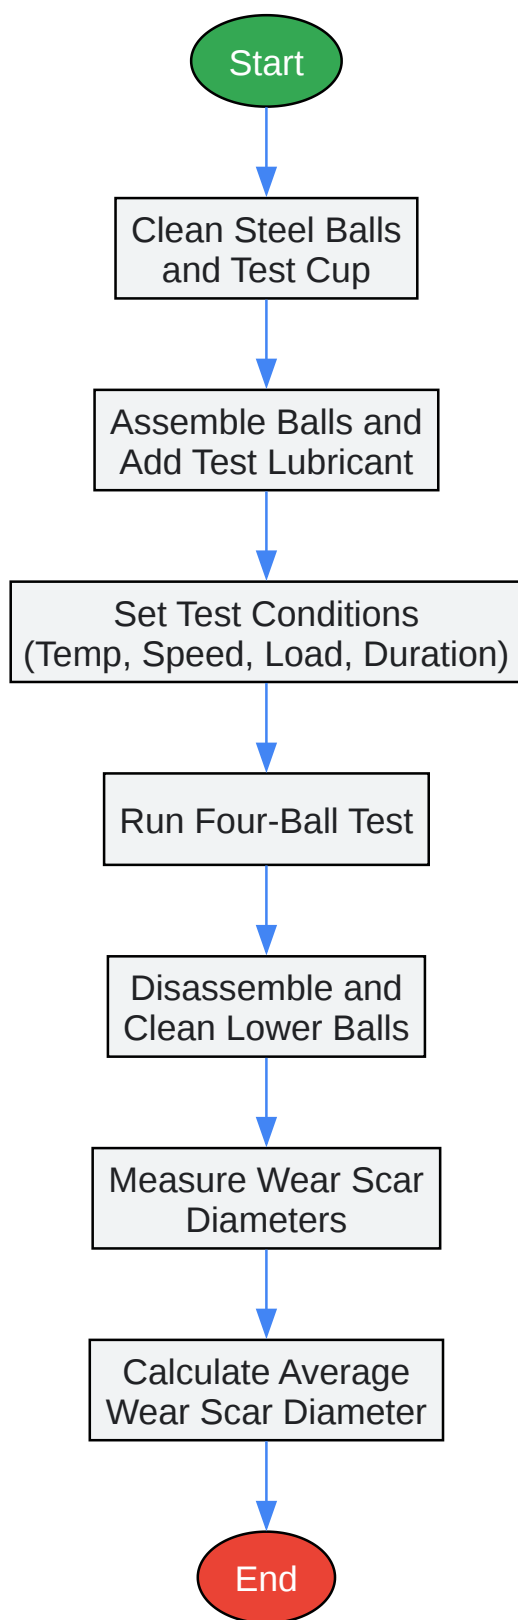 Start
Clean Steel Balls
and Test Cup
Assemble Balls and
Add Test Lubricant
Set Test Conditions
(Temp, Speed, Load, Duration)
Run Four-Ball Test
Disassemble and
Clean Lower Balls
Measure Wear Scar
Diameters
Calculate Average
Wear Scar Diameter
End